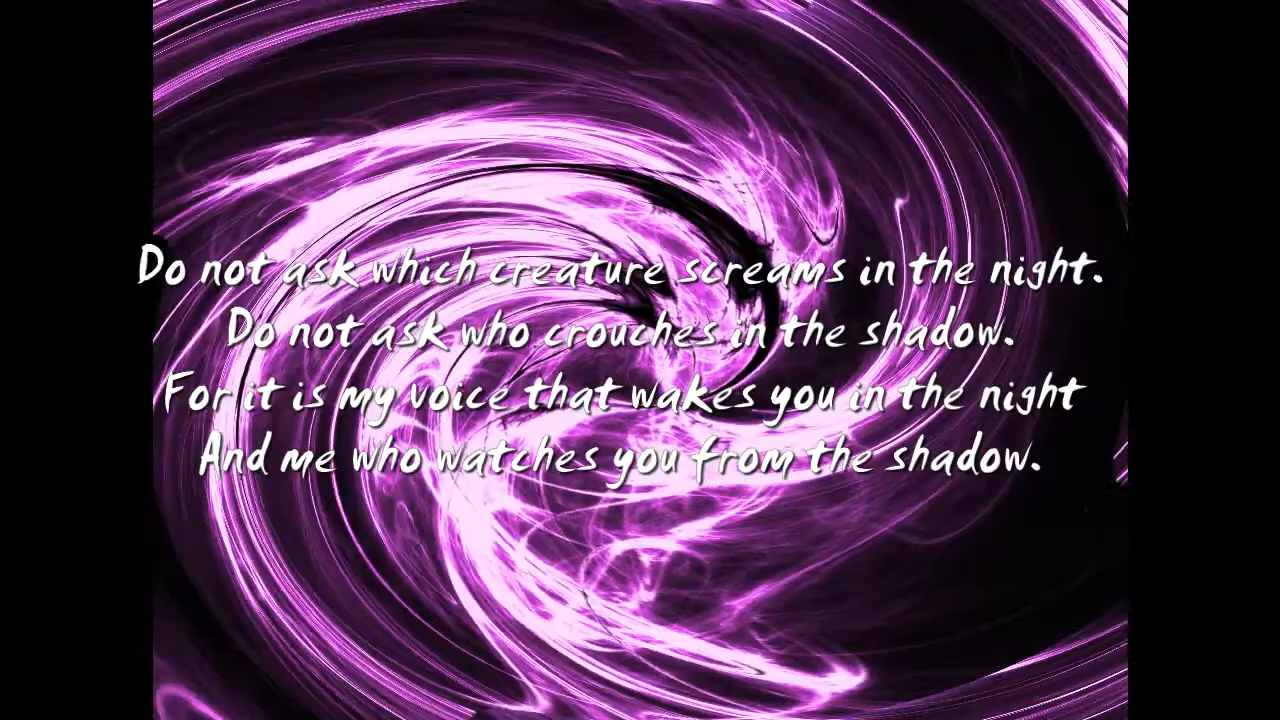 Do not ask which creature screams in the night.
Do not ask who crouches in the shadow.
For it is my voice that wakes you in the night
And me who watches you from the shadow.